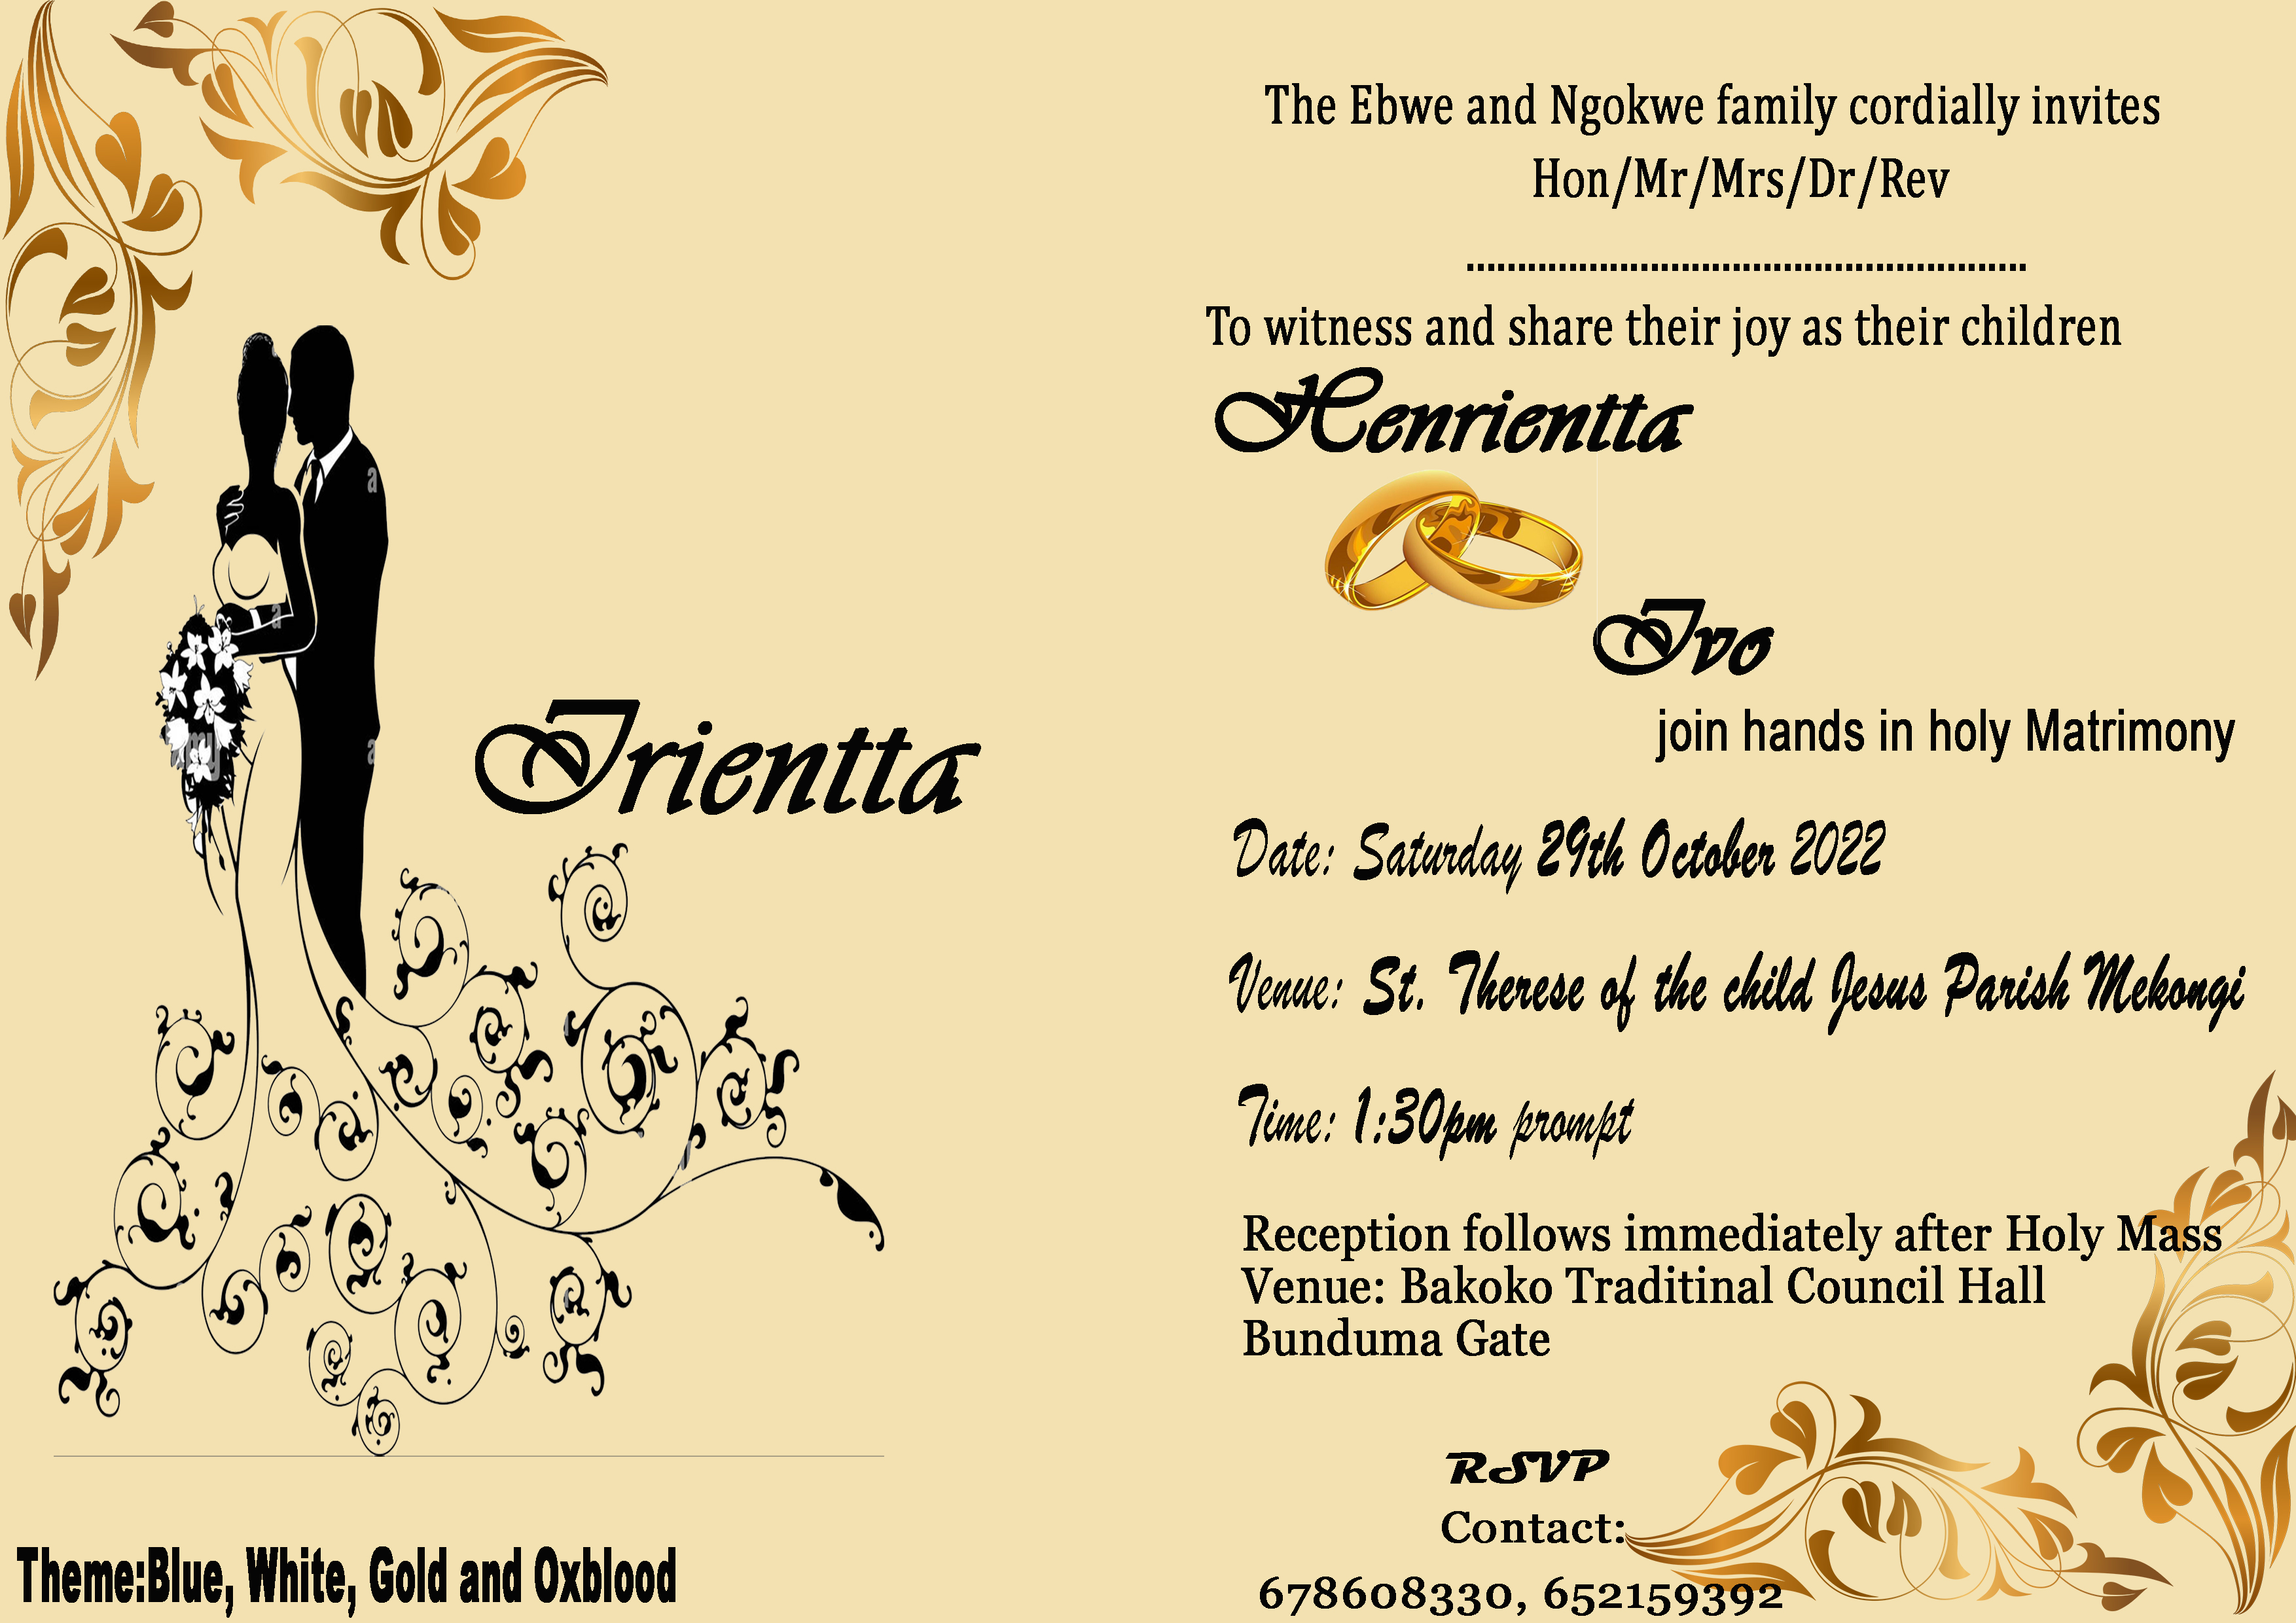 Irientta
Theme:Blue, White, Gold and Oxblood
The Ebwe and Ngokwe family cordially invites
Hon/Mr/Mrs/Dr/Rev
.......................................................
To witness and share their joy as their children
Henrientta
Ivo
join hands in holy Matrimony
Date: Saturday 29th October 2022
Venue: St. Therese of the child Jesus Parish Mekongi
Time: 1:30pm prompt
Reception follows immediately after Holy Mass
Venue: Bakoko Traditinal Council Hall
Bunduma Gate
RSVP
Contact:
678608330, 652159392